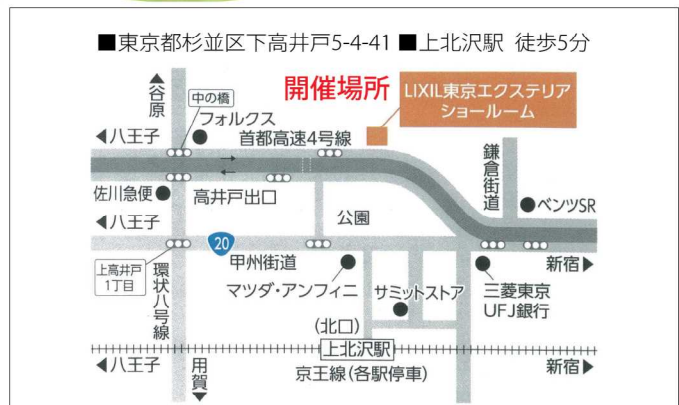 ■東京都杉並区下高井戸5-4-41 ■上北沢駅 徒歩5分
開催場所
LIXIL東京エクステリア
ショールーム
▲谷原
中の橋
フォルクス
◀八王子
首都高速4号線
鎌倉街道
佐川急便
高井戸出口
ベンツSR
公園
◀八王子
20
甲州街道
新宿▶
上高井戸
1丁目
環状八号線
マツダ・アンフィニ
サミットストア
三菱東京
UFJ銀行
(北口)
上北沢駅
◀八王子
用賀▼
京王線(各駅停車)
新宿▶